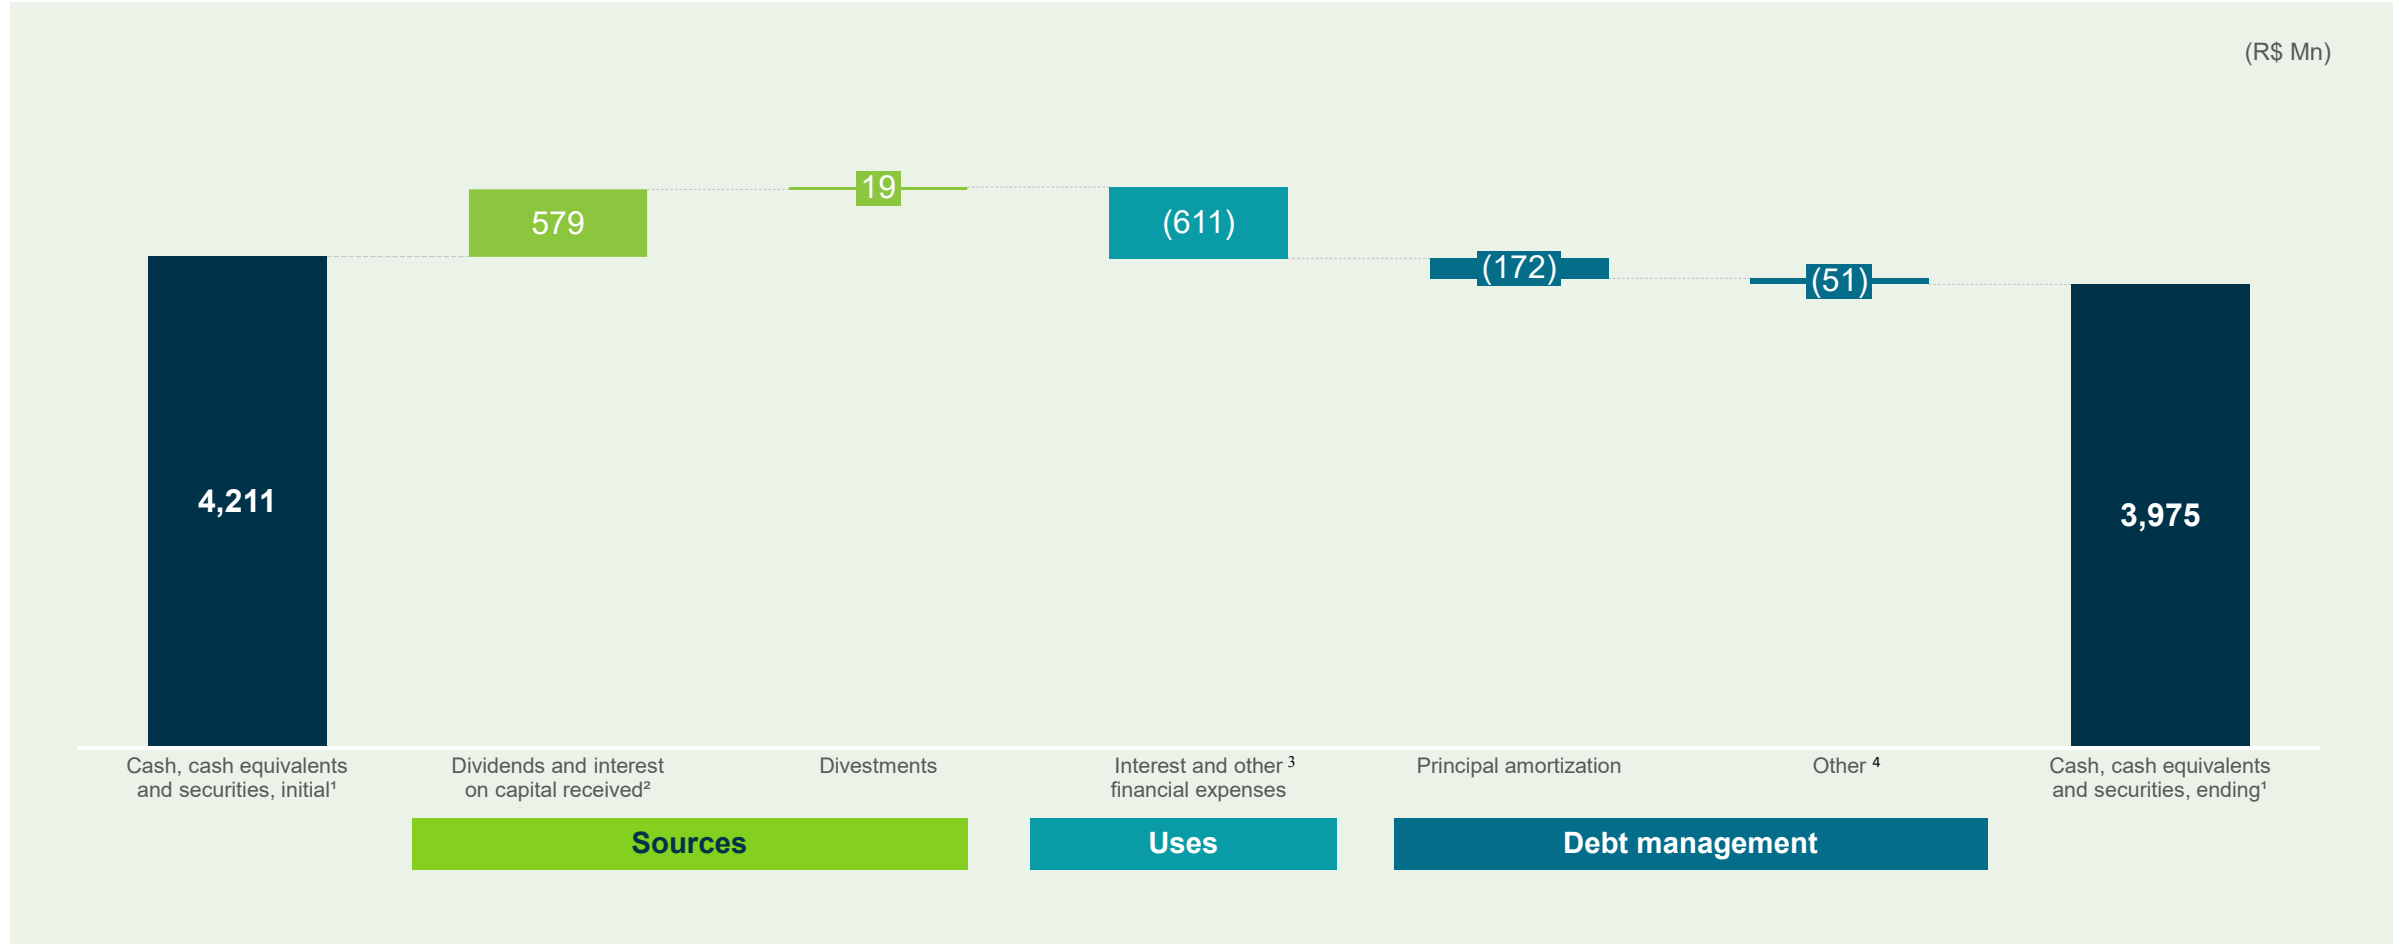 (R$ Mn)
19
579
(611)
(172)
(51)
4,211
3,975
Cash, cash equivalents
and securities, initial¹
Dividends and interest
on capital received²
Divestments
Interest and other ³
financial expenses
Principal amortization
Other ⁴
Cash, cash equivalents
and securities, ending¹
Sources
Uses
Debt management